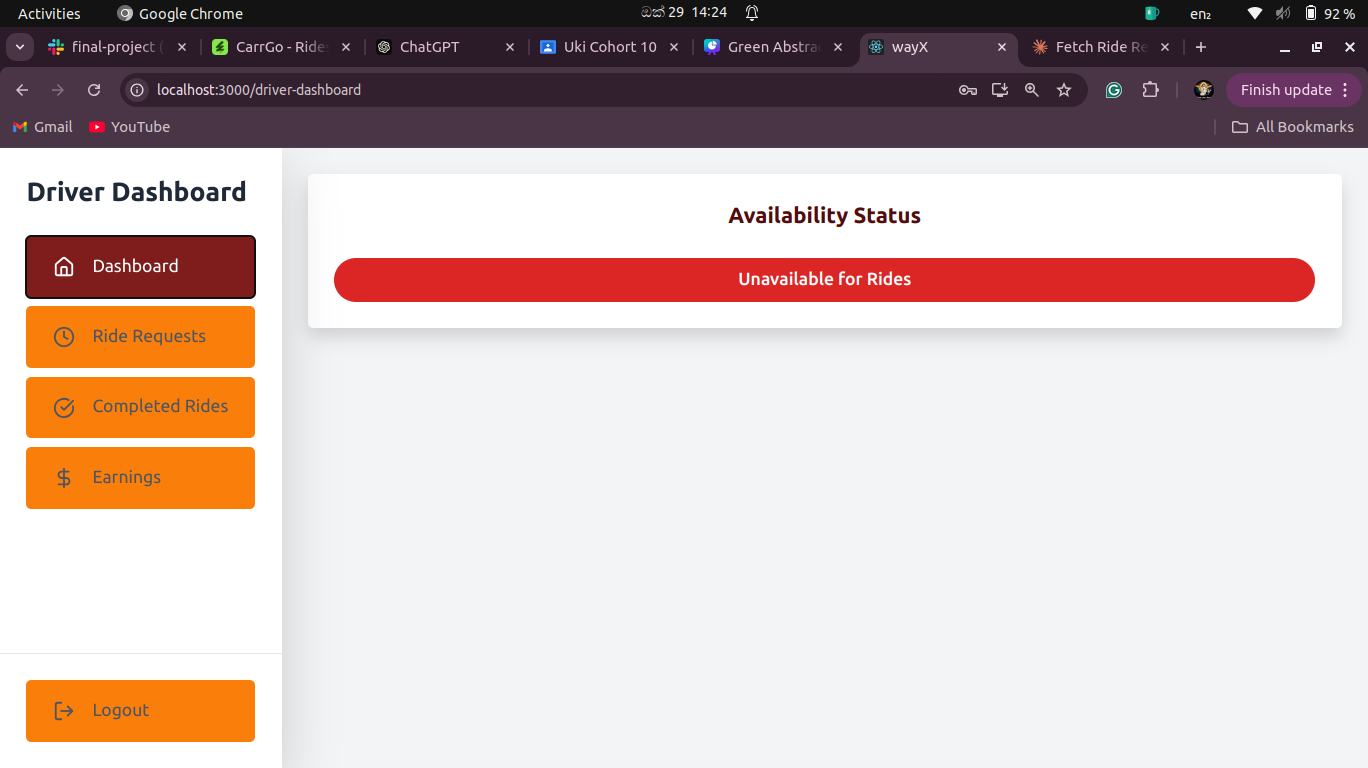 Activities Google Chrome ඔක් 29 14:24 en₂ 92 %
final-project ( CarrGo - Rides ChatGPT Uki Cohort 10 Green Abstra wayX Fetch Ride Re
localhost:3000/driver-dashboard Finish update
Gmail YouTube All Bookmarks
Driver Dashboard
Dashboard
Ride Requests
Completed Rides
Earnings
Logout
Availability Status
Unavailable for Rides